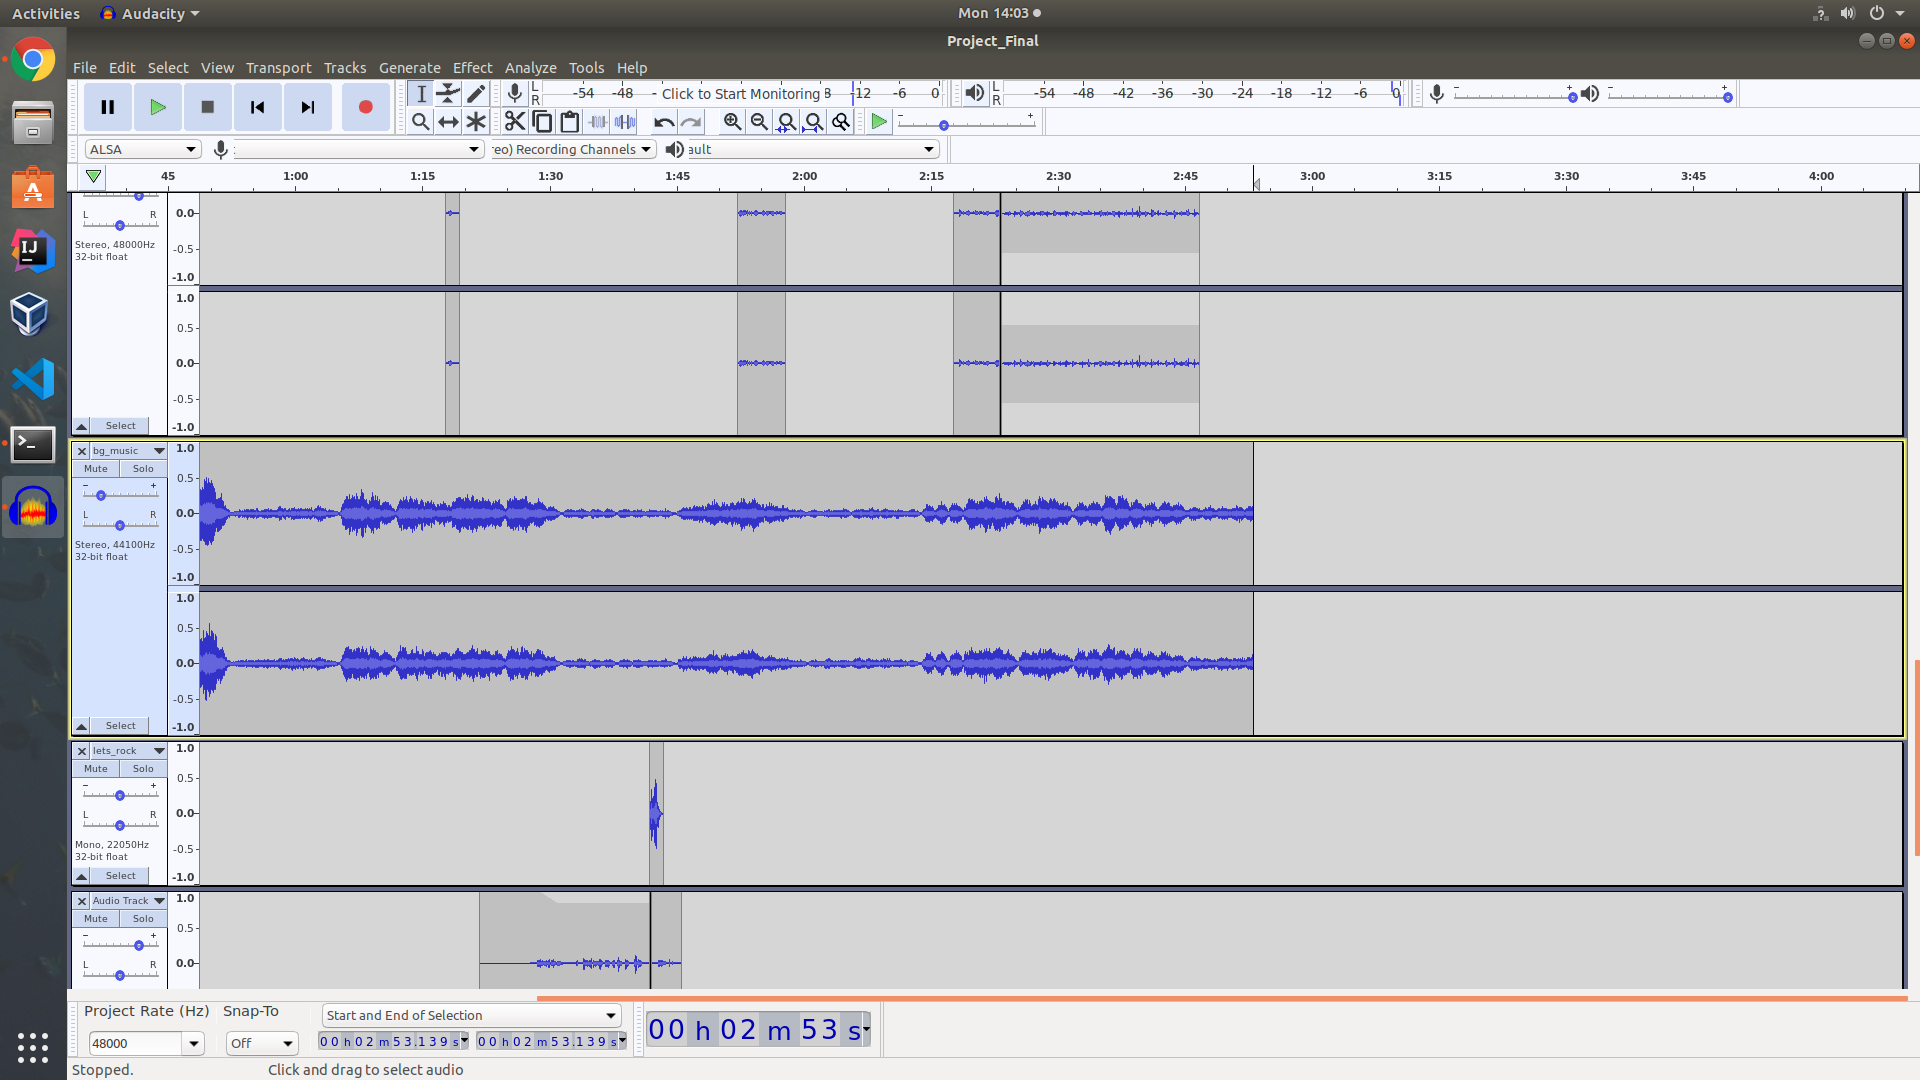 Activities Audacity Mon 14:03
Project_Final
File Edit Select View Transport Tracks Generate Effect Analyze Tools Help
L R -54 -48 - Click to Start Monitoring 8 -12 -6 0 L R -54 -48 -42 -36 -30 -24 -18 -12 -6 0 - + - +
- +
ALSA : reo) Recording Channels ault
45 1:00 1:15 1:30 1:45 2:00 2:15 2:30 2:45 3:00 3:15 3:30 3:45 4:00
L R
Stereo, 48000Hz
32-bit float
0.0
-0.5
-1.0
1.0
0.5
0.0
-0.5
-1.0
Select
bg_music
Mute Solo
- +
L R
Stereo, 44100Hz
32-bit float
1.0
0.5
0.0
-0.5
-1.0
1.0
0.5
0.0
-0.5
-1.0
Select
lets_rock
Mute Solo
- +
L R
Mono, 22050Hz
32-bit float
Select
1.0
0.5
0.0
-0.5
-1.0
Audio Track
Mute Solo
- +
L R
1.0
0.5
0.0
Project Rate (Hz) Snap-To Start and End of Selection
48000 Off 00 h 02 m 53.139 s 00 h 02 m 53.139 s 00 h 02 m 53 s
Stopped. Click and drag to select audio